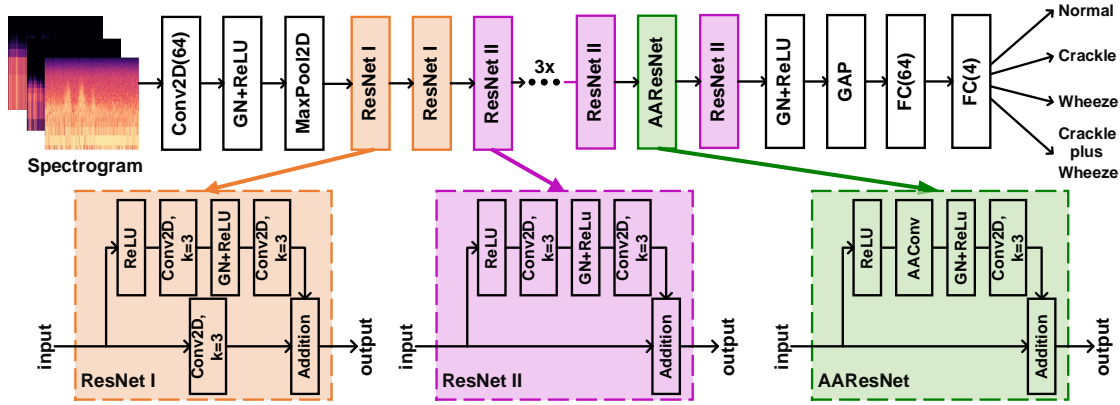 Spectrogram
Conv2D(64)
GN+ReLU
MaxPool2D
ResNet I
ResNet I
ResNet II
3x
ResNet II
AAResNet
ResNet II
GN+ReLU
GAP
FC(64)
FC(4)
Normal
Crackle
Wheeze
Crackle
plus
Wheeze
input
ReLU
Conv2D,
k=3
GN+ReLU
Conv2D,
k=3
Conv2D,
k=3
Addition
output
ResNet I
input
ReLU
Conv2D,
k=3
GN+ReLu
Conv2D,
k=3
Addition
output
ResNet II
input
ReLU
AAConv
GN+ReLu
Conv2D,
k=3
Addition
output
AAResNet